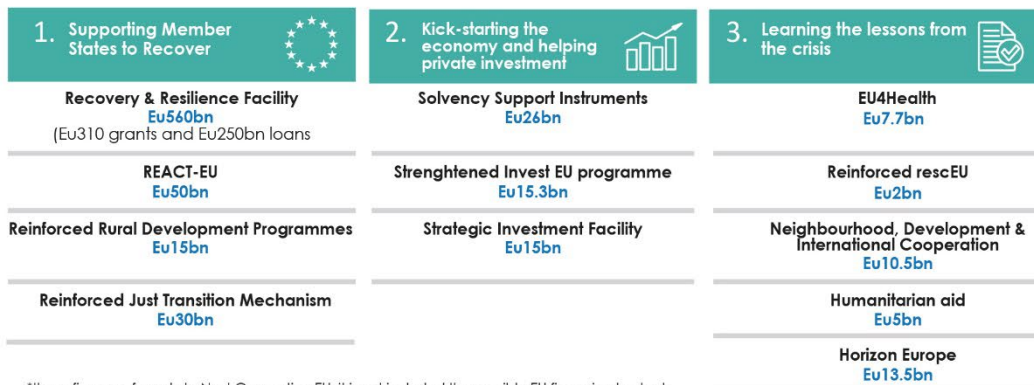 1. Supporting Member
States to Recover
Recovery & Resilience Facility
Eu560bn
(Eu310 grants and Eu250bn loans
REACT-EU
Eu50bn
Reinforced Rural Development Programmes
Eu15bn
Reinforced Just Transition Mechanism
Eu30bn
2. Kick-starting the
economy and helping
private investment
Solvency Support Instruments
Eu26bn
Strenghtened Invest EU programme
Eu15.3bn
Strategic Investment Facility
Eu15bn
3. Learning the lessons from
the crisis
EU4Health
Eu7.7bn
Reinforced rescEU
Eu2bn
Neighbourhood, Development &
International Cooperation
Eu10.5bn
Humanitarian aid
Eu5bn
Horizon Europe
Eu13.5bn